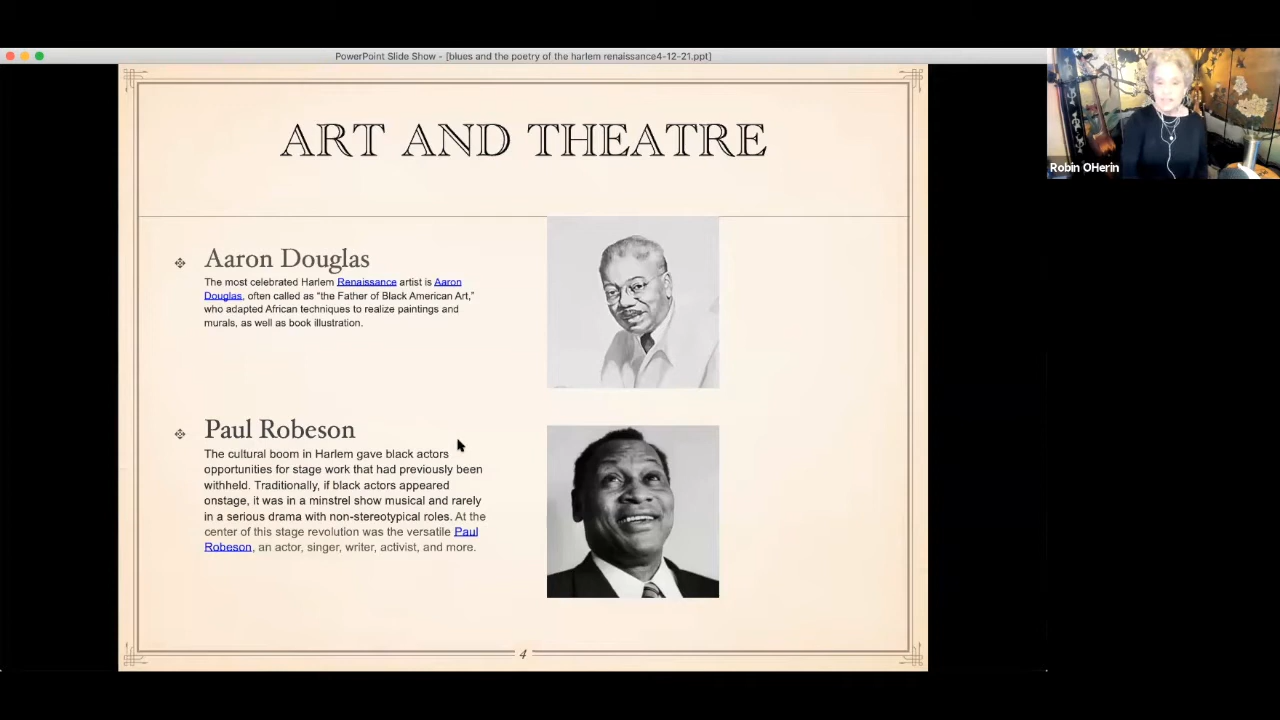 PowerPoint Slide Show - [blues and the poetry of the harlem renaissance4-12-21.ppt]
Robin OHerin
ART AND THEATRE
Aaron Douglas
The most celebrated Harlem Renaissance artist is Aaron
Douglas, often called as “the Father of Black American Art,”
who adapted African techniques to realize paintings and
murals, as well as book illustration.
Paul Robeson
The cultural boom in Harlem gave black actors
opportunities for stage work that had previously been
withheld. Traditionally, if black actors appeared
onstage, it was in a minstrel show musical and rarely
in a serious drama with non-stereotypical roles. At the
center of this stage revolution was the versatile Paul
Robeson, an actor, singer, writer, activist, and more.
4